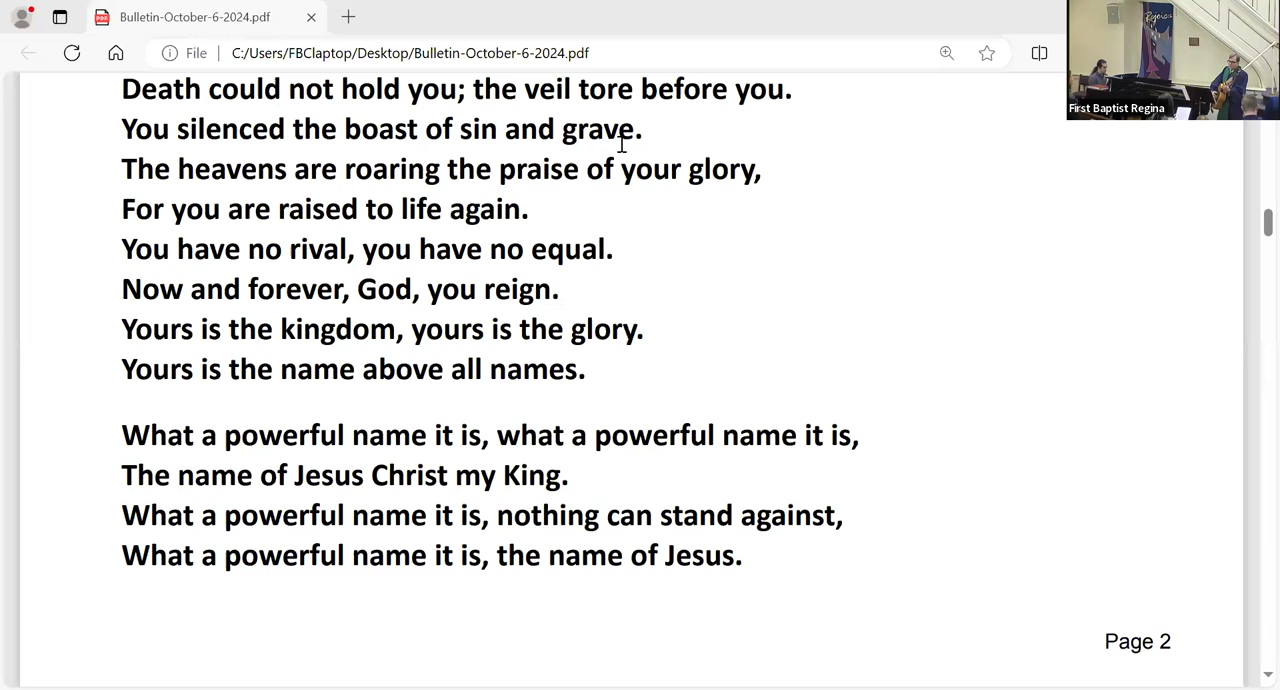 Bulletin-October-6-2024.pdf
File
C:/Users/FBClaptop/Desktop/Bulletin-October-6-2024.pdf
Rejoice
First Baptist Regina
Death could not hold you; the veil tore before you.
You silenced the boast of sin and grave.
The heavens are roaring the praise of your glory,
For you are raised to life again.
You have no rival, you have no equal.
Now and forever, God, you reign.
Yours is the kingdom, yours is the glory.
Yours is the name above all names.
What a powerful name it is, what a powerful name it is,
The name of Jesus Christ my King.
What a powerful name it is, nothing can stand against,
What a powerful name it is, the name of Jesus.
Page 2